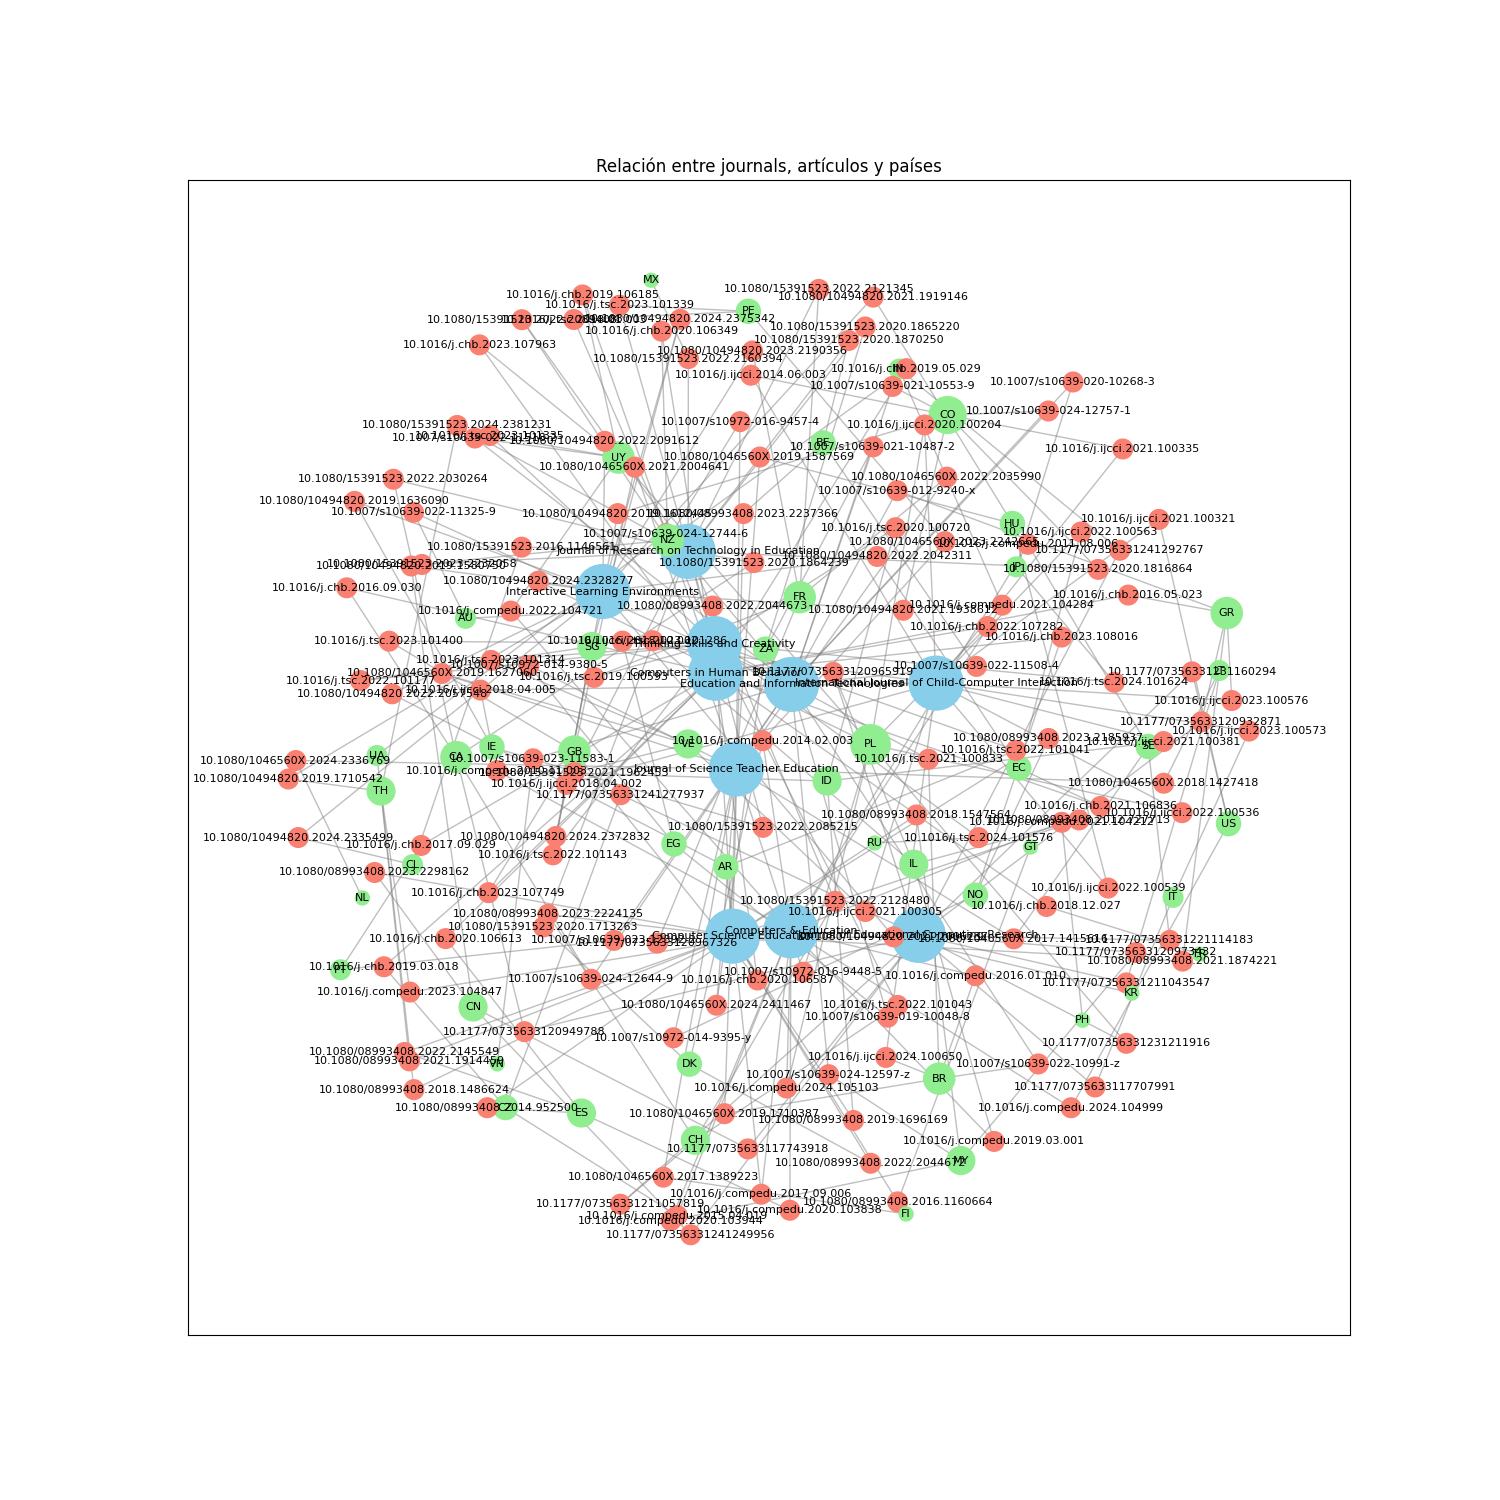 Relación entre journals, artículos y países
MX
10.1080/15391523.2022.2121345
10.1016/j.chb.2019.106185
10.1080/10494820.2021.1919146
10.1016/j.tsc.2023.101339
PE
10.1080/10494820.2024.2375342
10.1016/j.chb.2020.106349
10.1080/15391523.2020.1865220
10.1080/15391523.2020.1870250
10.1016/j.chb.2023.107963
10.1080/10494820.2023.2190356
10.1080/15391523.2022.2160394
10.1016/j.chb.2019.05.029
IN
10.1016/j.ijcci.2014.06.003
10.1007/s10639-020-10268-3
10.1007/s10639-021-10553-9
10.1007/s10639-024-12757-1
CO
10.1007/s10972-016-9457-4
10.1080/15391523.2024.2381231
10.1016/j.ijcci.2020.100204
10.1016/j.tsc.2023.101335
10.1080/10494820.2022.2091612
BE
10.1007/s10639-021-10487-2
10.1016/j.ijcci.2021.100335
UY
10.1080/1046560X.2019.1587569
10.1080/1046560X.2021.2004641
10.1080/15391523.2022.2030264
10.1080/1046560X.2022.2035990
10.1007/s10639-012-9240-x
10.1080/10494820.2019.1636090
10.1007/s10639-022-11325-9
10.1080/08993408.2023.2237366
10.1016/j.ijcci.2021.100321
HU
10.1016/j.tsc.2020.100720
10.1007/s10639-024-12744-6
10.1016/j.ijcci.2022.100563
NZ
10.1080/1046560X.2023.2242665
10.1016/j.compedu.2011.08.006
10.1080/15391523.2016.1146561
10.1177/07356331241292767
Journal of Research on Technology in Education
10.1080/10494820.2022.2042311
10.1080/15391523.2020.1864239
JP
10.1080/15391523.2020.1816864
10.1080/10494820.2024.2328277
10.1016/j.chb.2016.09.030
Interactive Learning Environments
10.1016/j.chb.2016.05.023
FR
10.1080/08993408.2022.2044673
10.1016/j.compedu.2021.104284
10.1080/10494820.2021.1938612
10.1016/j.compedu.2022.104721
GR
AU
10.1016/j.chb.2022.107282
10.1016/j.chb.2023.108016
10.1016/j.tsc.2023.101400
Thinking Skills and Creativity
SG
ZA
10.1016/j.tsc.2023.101314
10.1007/s10972-014-9380-5
10.1007/s10639-022-11508-4
10.1080/1046560X.2019.1627060
Computers in Human Behavior
10.1177/0735633120965919
10.1016/j.tsc.2019.100593
10.1016/j.tsc.2022.101177
Education and Information Technologies
International Journal of Child-Computer Interaction
10.1016/j.tsc.2024.101624
10.1016/j.ijcci.2018.04.005
10.1080/10494820.2022.2057548
10.1016/j.ijcci.2023.100576
10.1177/0735633120932871
10.1016/j.ijcci.2023.100573
10.1080/08993408.2023.2185937
10.1016/j.compedu.2014.02.003
VE
PL
10.1016/j.ijcci.2021.100381
SE
IE
GB
10.1016/j.tsc.2022.101041
UA
CA
10.1007/s10639-023-11583-1
10.1016/j.tsc.2021.100833
10.1080/1046560X.2024.2336769
EC
Journal of Science Teacher Education
10.1080/15391523.2021.1962453
10.1080/10494820.2019.1710542
ID
10.1016/j.ijcci.2018.04.002
10.1080/1046560X.2018.1427418
TH
10.1177/07356331241277937
10.1016/j.chb.2021.106836
10.1016/j.ijcci.2022.100536
10.1080/08993408.2018.1547564
US
10.1080/15391523.2022.2085215
10.1080/10494820.2024.2335499
10.1080/10494820.2024.2372832
10.1016/j.tsc.2024.101576
10.1016/j.chb.2017.09.029
EG
RU
GT
10.1016/j.tsc.2022.101143
CL
IL
AR
10.1080/08993408.2023.2298162
10.1016/j.ijcci.2022.100539
10.1016/j.chb.2023.107749
NO
NL
IT
10.1080/15391523.2022.2128480
10.1016/j.chb.2018.12.027
10.1080/08993408.2023.2224135
10.1016/j.ijcci.2021.100305
10.1080/15391523.2020.1713263
Computers & Education
Computer Science Education
Journal of Educational Computing Research
10.1016/j.chb.2020.106613
10.1080/1046560X.2017.1415616
10.1177/07356331221114183
10.1177/0735633120967326
10.1080/08993408.2021.1874221
PT
10.1016/j.chb.2019.03.018
10.1007/s10972-016-9448-5
10.1007/s10639-024-12644-9
10.1016/j.chb.2020.106587
10.1016/j.compedu.2016.01.010
10.1177/07356331211043547
10.1016/j.compedu.2023.104847
KR
CN
10.1080/1046560X.2024.2411467
10.1016/j.tsc.2022.101043
10.1007/s10639-019-10048-8
PH
10.1177/0735633120949788
10.1007/s10972-014-9395-y
10.1177/07356331231211916
10.1080/08993408.2022.2145549
10.1016/j.ijcci.2024.100650
10.1080/08993408.2021.1914459
VN
DK
10.1007/s10639-022-10991-z
10.1007/s10639-024-12597-z
BR
10.1080/08993408.2018.1486624
10.1016/j.compedu.2024.105103
10.1177/0735633117707991
10.1080/08993408.2014.952500
CZ
10.1016/j.compedu.2024.104999
ES
10.1080/1046560X.2019.1710387
10.1080/08993408.2019.1696169
CH
10.1016/j.compedu.2019.03.001
10.1177/0735633117743918
MY
10.1080/08993408.2022.2044672
10.1080/1046560X.2017.1389223
10.1016/j.compedu.2017.09.006
10.1177/07356331211057819
10.1080/08993408.2016.1160664
10.1016/j.compedu.2020.103838
10.1016/j.compedu.2015.04.019
FI
10.1016/j.compedu.2020.103944
10.1177/07356331241249956